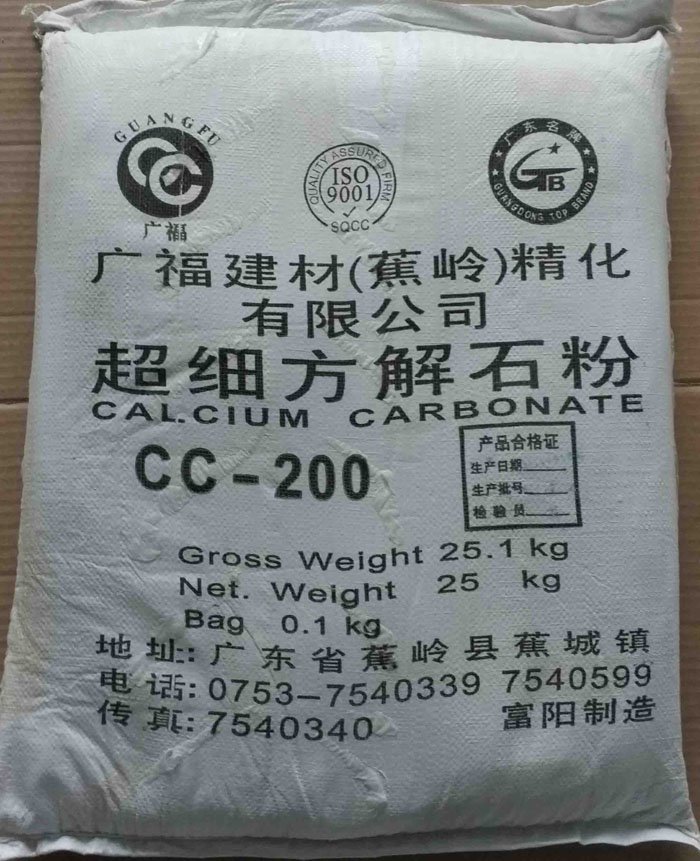 GUANGFU
广福
QUALITY ASSURED FIRM
ISO
9001
SQCC
广东名牌
GTB
GUANGDONG TOP BRAND
广福建材(蕉岭)精化
有限公司
超细方解石粉
CALCIUM CARBONATE
CC-200
产品合格证
生产日期
生产批号
检验员
Gross Weight 25.1 kg
Net. Weight 25 kg
Bag 0.1 kg
地址:广东省蕉岭县蕉城镇
电话:0753-7540339 7540599
传真:7540340 富阳制造